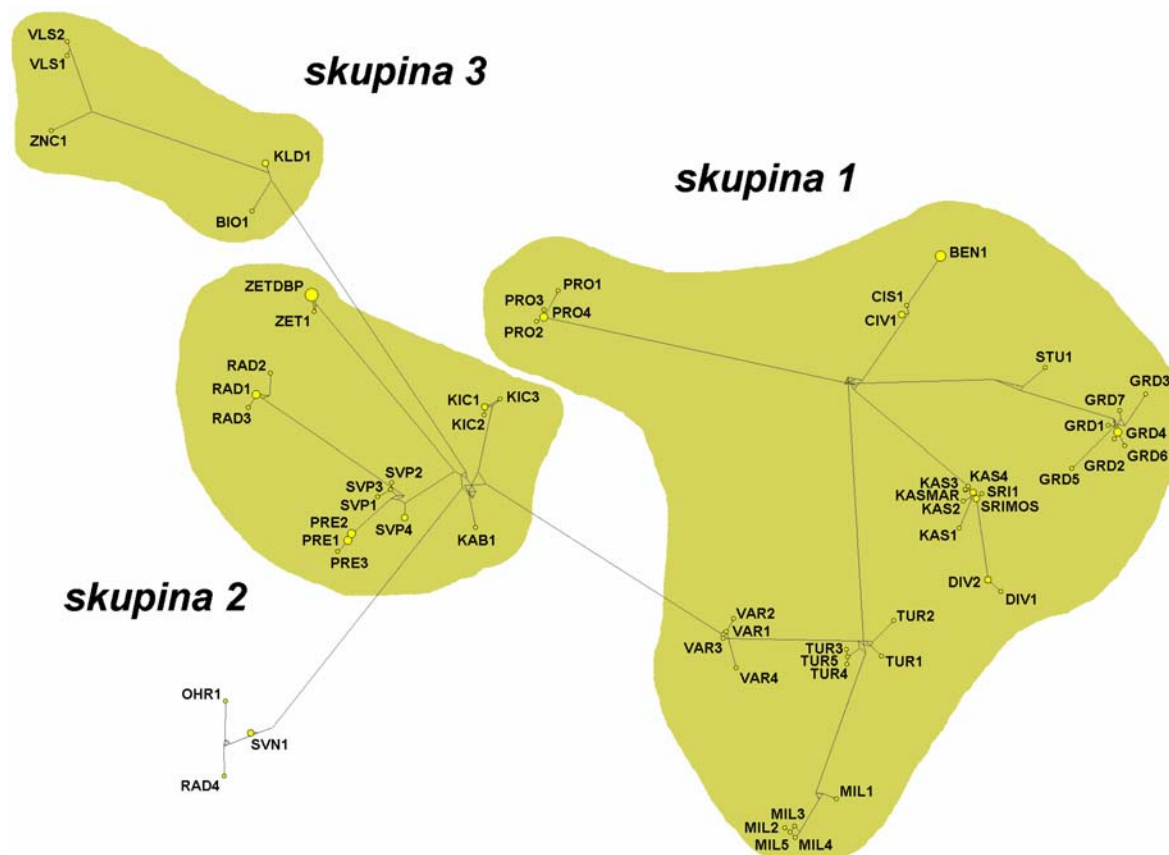 VLS2
VLS1
ZNC1
KLD1
BIO1
skupina 3
skupina 1
BEN1
CIS1
CIV1
PRO1
PRO3
PRO4
PRO2
STU1
GRD3
GRD7
GRD1
GRD4
GRD6
GRD2
GRD5
KAS4
KAS3
SRI1
KASMAR
SRIMOS
KAS2
KAS1
DIV2
DIV1
ZETDBP
ZET1
RAD2
RAD1
RAD3
KIC1
KIC3
KIC2
SVP2
SVP3
SVP1
SVP4
PRE2
PRE1
PRE3
KAB1
skupina 2
VAR2
VAR1
VAR3
VAR4
TUR2
TUR3
TUR5
TUR1
TUR4
OHR1
SVN1
RAD4
MIL1
MIL3
MIL2
MIL5
MIL4